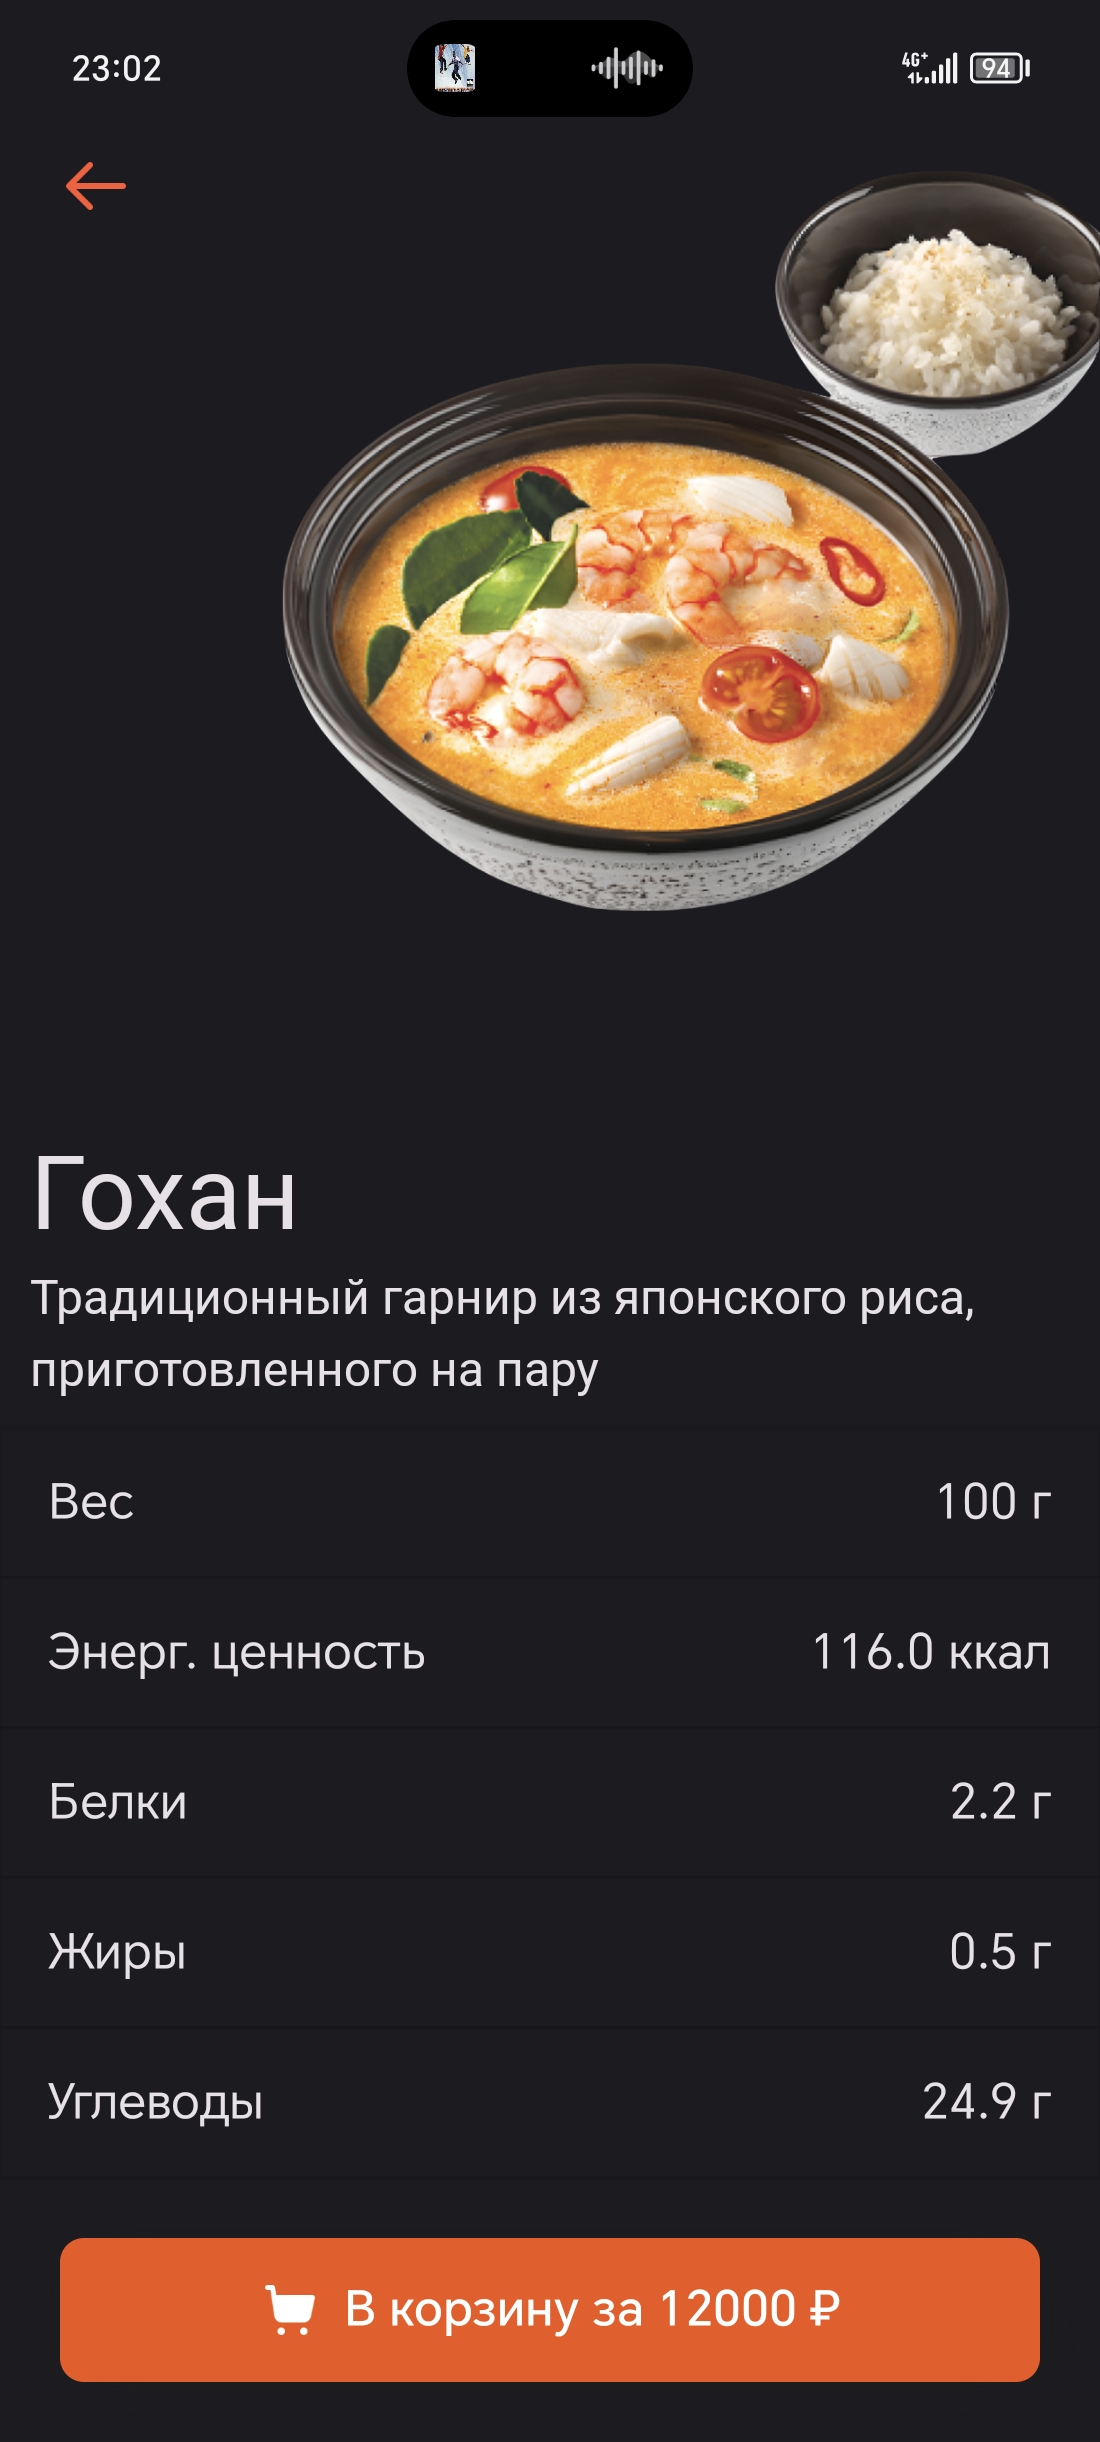 23:02
4G+
94
Гохан
Традиционный гарнир из японского риса,
приготовленного на пару
Вес 100 г
Энерг. ценность 116.0 ккал
Белки 2.2 г
Жиры 0.5 г
Углеводы 24.9 г
В корзину за 12000 ₽